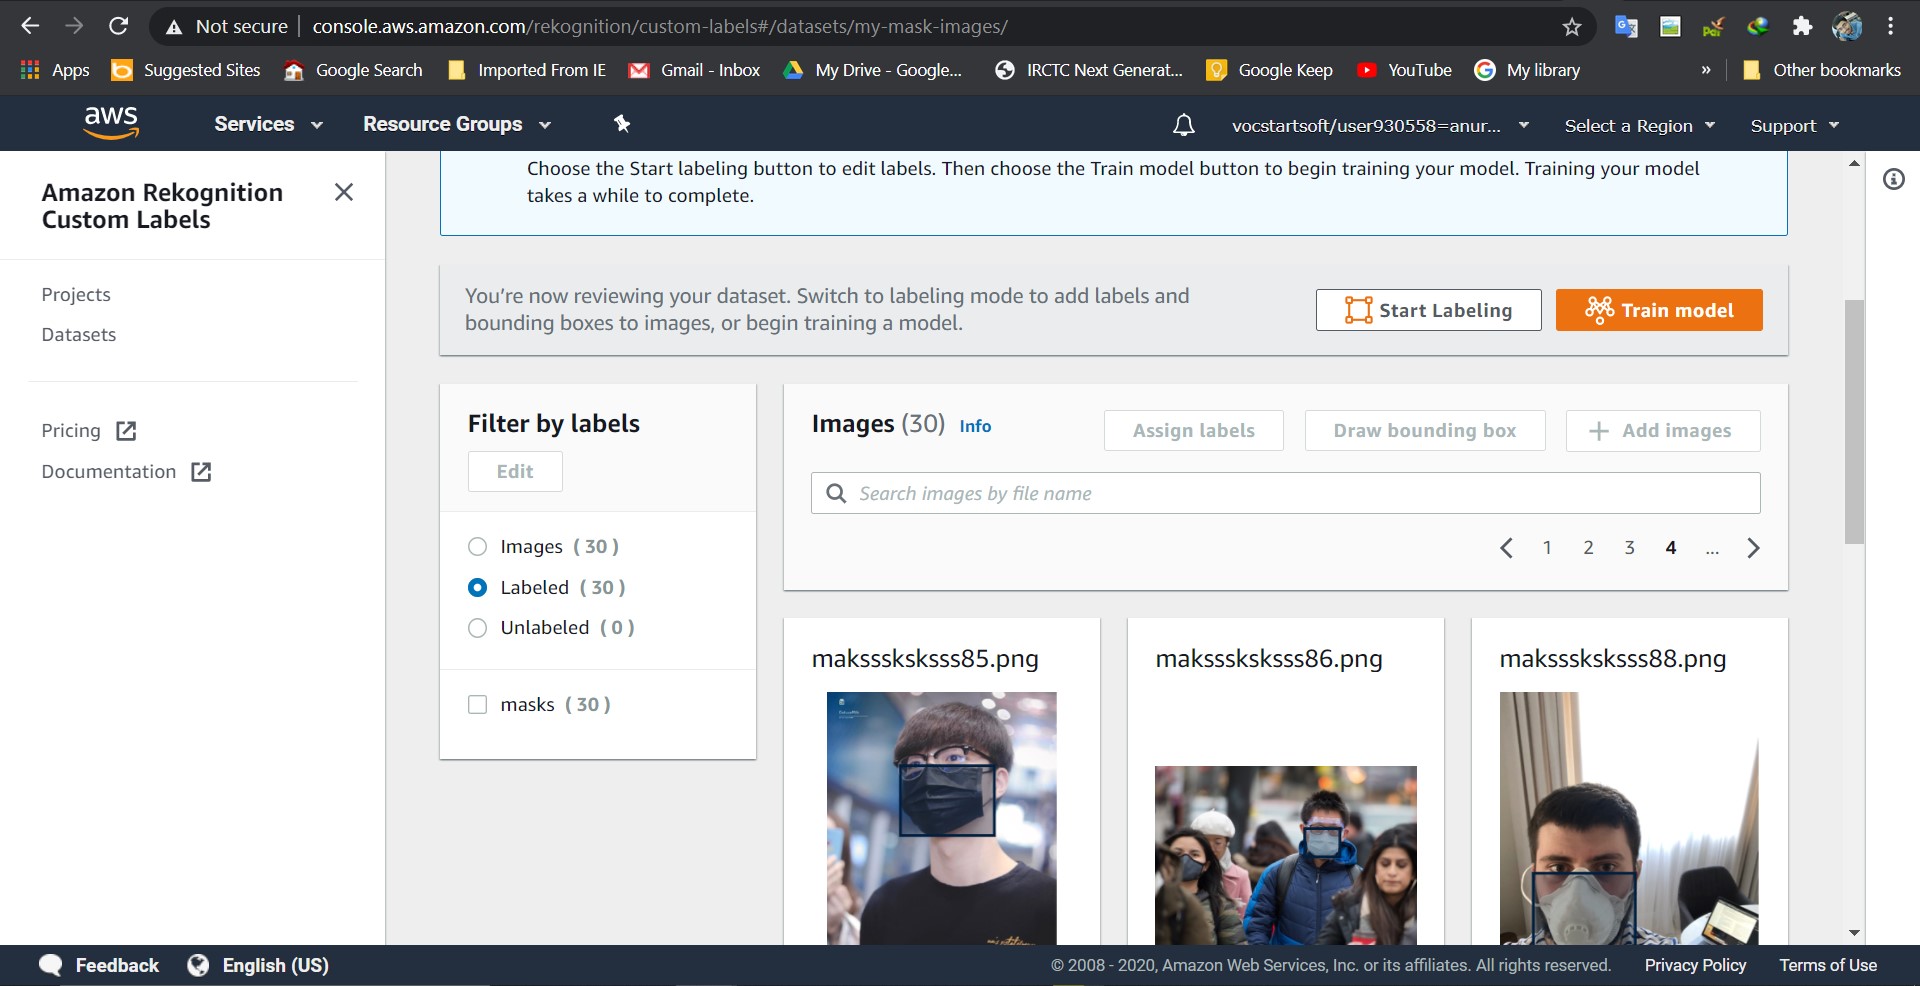 Not secure console.aws.amazon.com/rekognition/custom-labels#/datasets/my-mask-images/
Apps Suggested Sites Google Search Imported From IE Gmail - Inbox My Drive - Google... IRCTC Next Generat... Google Keep YouTube My library » Other bookmarks
aws Services Resource Groups vocstartsoft/user930558=anur... Select a Region Support
Amazon Rekognition
Custom Labels
Projects
Datasets
Pricing
Documentation
Choose the Start labeling button to edit labels. Then choose the Train model button to begin training your model. Training your model
takes a while to complete.
You're now reviewing your dataset. Switch to labeling mode to add labels and
bounding boxes to images, or begin training a model.
Start Labeling Train model
Filter by labels
Edit
Images ( 30 )
Labeled ( 30 )
Unlabeled ( 0 )
masks ( 30 )
Images (30) Info Assign labels Draw bounding box + Add images
Search images by file name
1 2 3 4 ...
makssskskss​s85.png makssskskss​s86.png makssskskss​s88.png
Feedback English (US) © 2008 - 2020, Amazon Web Services, Inc. or its affiliates. All rights reserved. Privacy Policy Terms of Use